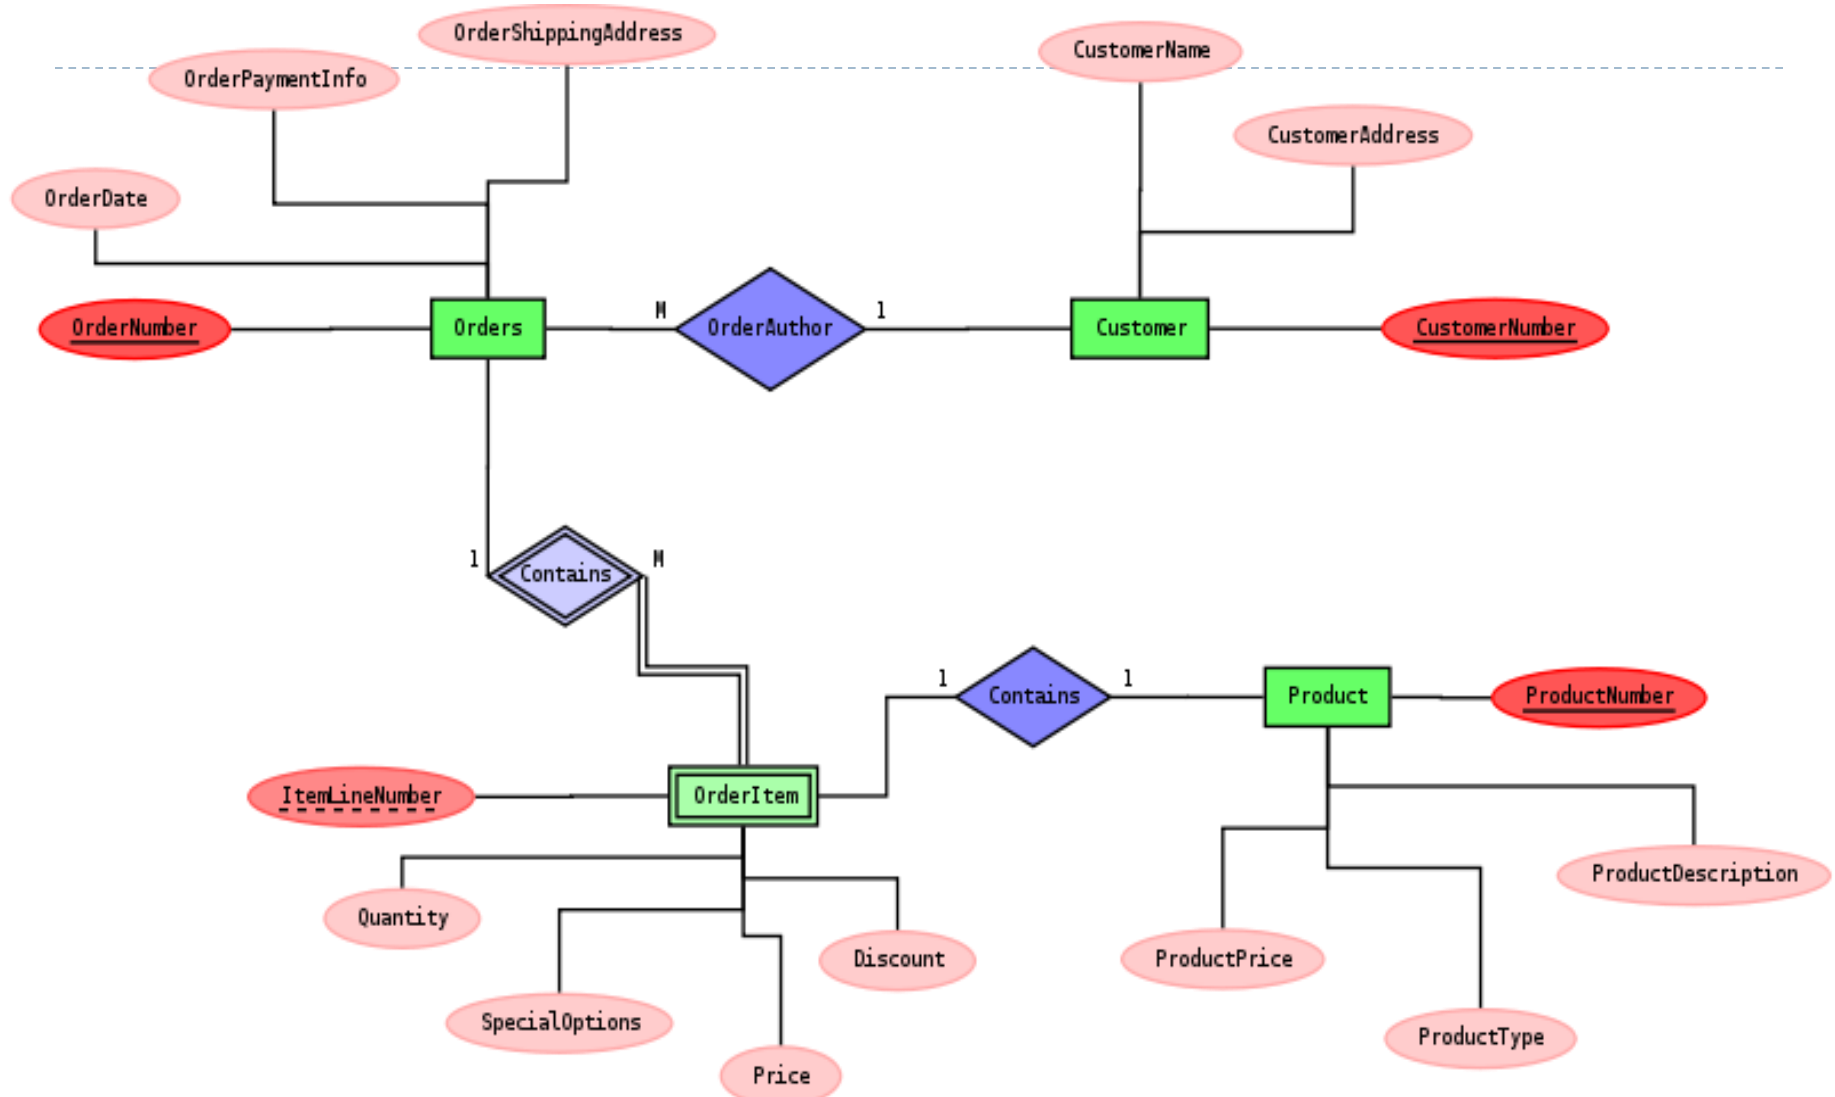 OrderShippingAddress
CustomerName
OrderPaymentInfo
CustomerAddress
OrderDate
M
1
OrderNumber
Orders
OrderAuthor
Customer
CustomerNumber
1
M
Contains
1
1
Contains
Product
ProductNumber
ItemLineNumber
OrderItem
ProductDescription
Quantity
Discount
ProductPrice
SpecialOptions
ProductType
Price